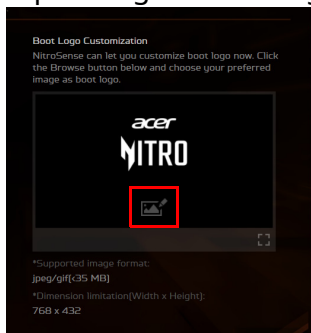 Boot Logo Customization
NitroSense can let you customize boot logo now. Click
the Browse button below and choose your preferred
image as boot logo.
acer
NITRO
*Supported image format:
jpeg/gif(<35 MB)
*Dimension limitation(Width x Height):
768 x 432